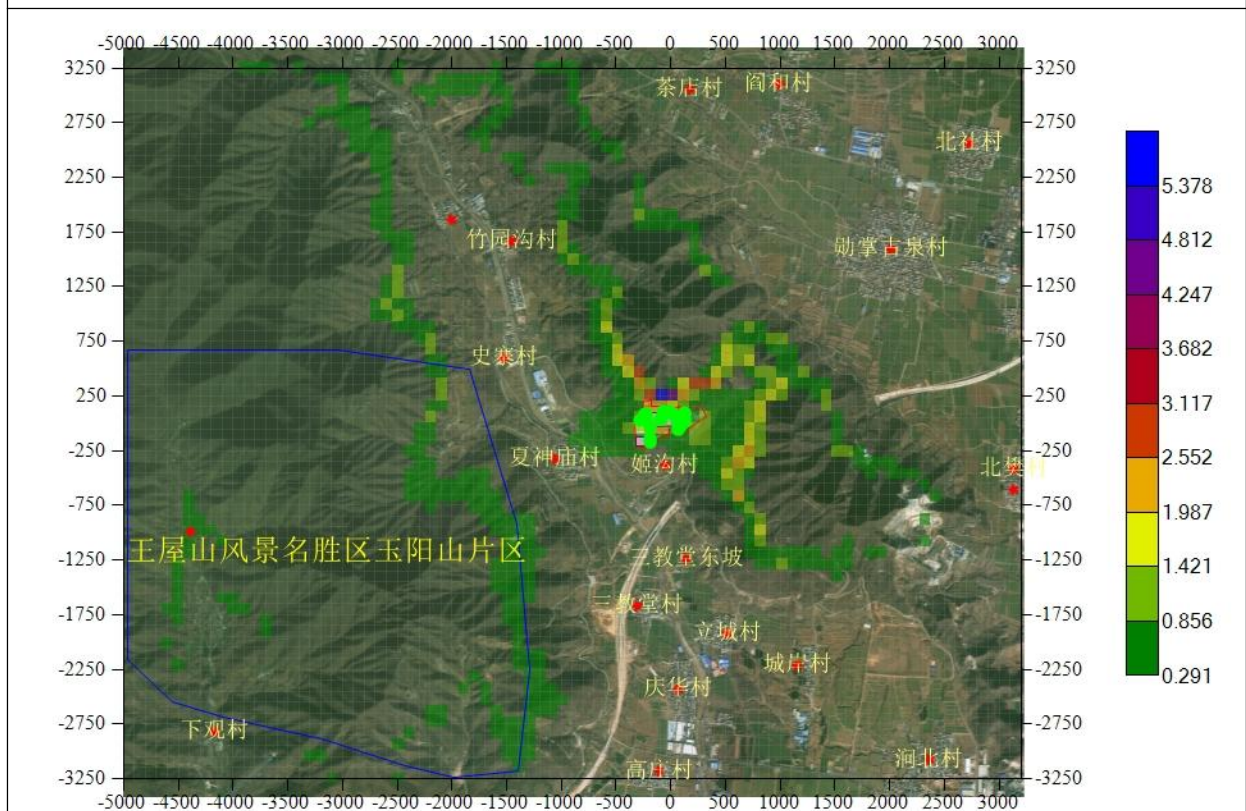 -5000 -4500 -4000 -3500 -3000 -2500 -2000 -1500 -1000 -500 0 500 1000 1500 2000 2500 3000
3250 3250
茶店村 阎和村
2750 2750
北社村
5.378
2250 2250
4.812
1750 竹园沟村 勋掌古泉村 1750
4.247
1250 1250
3.682
750 750
史寨村
3.117
250 250
2.552
-250 -250
夏神庙村 姬沟村 北樊村
1.987
-750 -750
1.421
王屋山风景名胜区玉阳山片区
-1250 三教堂东坡 -1250
0.856
三教堂村
-1750 -1750
立城村
0.291
城岸村
-2250 -2250
庆华村
-2750 -2750
下观村
涧北村
高庄村
-3250 -3250
-5000 -4500 -4000 -3500 -3000 -2500 -2000 -1500 -1000 -500 0 500 1000 1500 2000 2500 3000